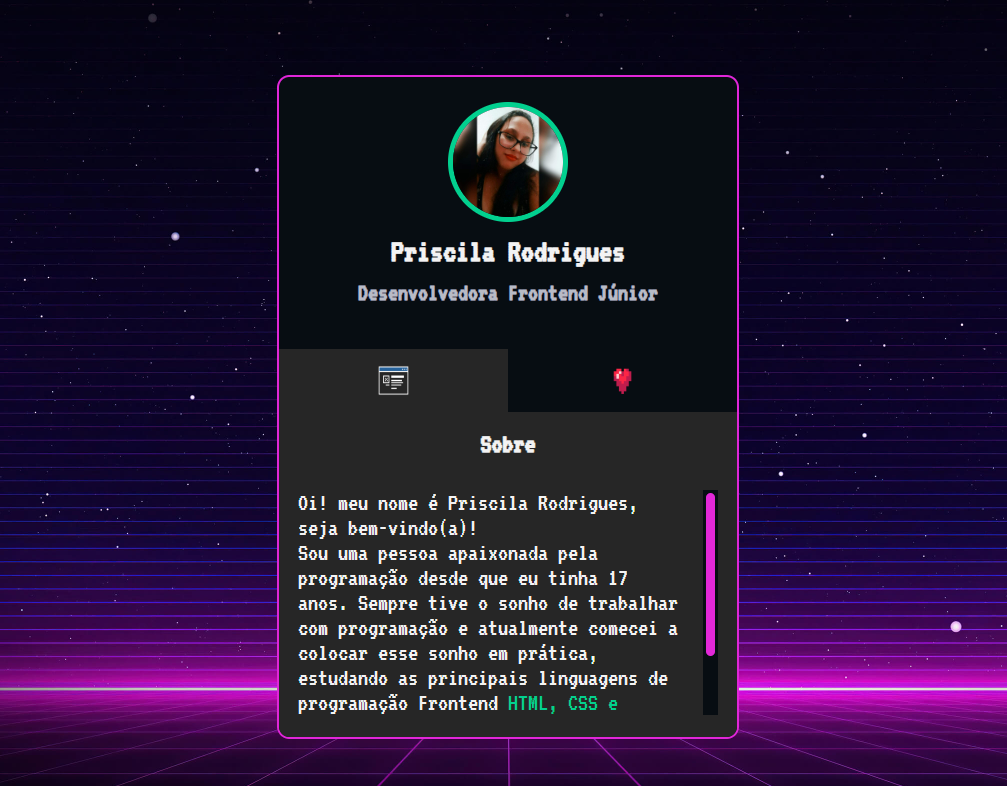 Priscila Rodrigues
Desenvolvedora Frontend Júnior
Sobre
Oi! meu nome é Priscila Rodrigues,
seja bem-vindo(a)!
Sou uma pessoa apaixonada pela
programação desde que eu tinha 17
anos. Sempre tive o sonho de trabalhar
com programação e atualmente comecei a
colocar esse sonho em prática,
estudando as principais linguagens de
programação Frontend HTML, CSS e